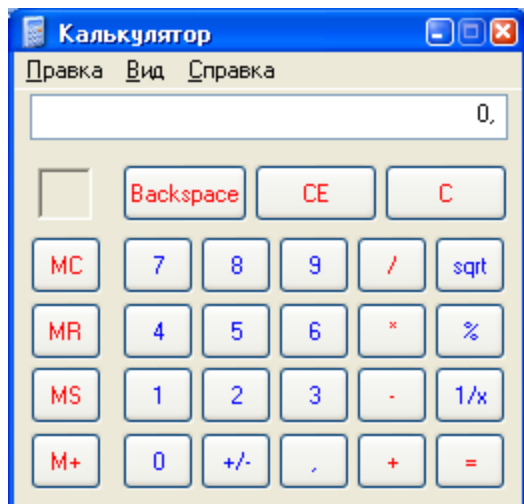 Калькулятор
Правка Вид Справка
0,
Backspace CE C
MC 7 8 9 / sqrt
MR 4 5 6 * %
MS 1 2 3 - 1/x
M+ 0 +/- , + =